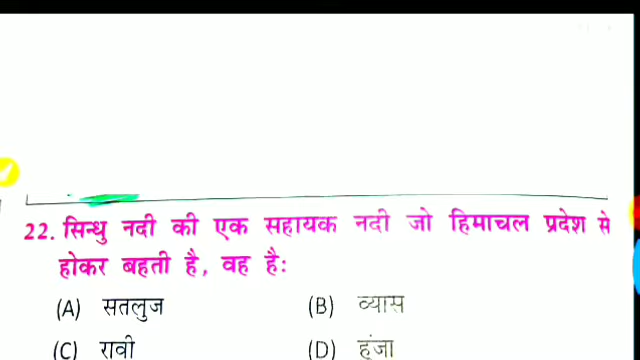 22. सिन्धु नदी की एक सहायक नदी जो हिमाचल प्रदेश से
होकर बहती है, वह है:
(A) सतलुज (B) व्यास
(C) रावी (D) हुंजा